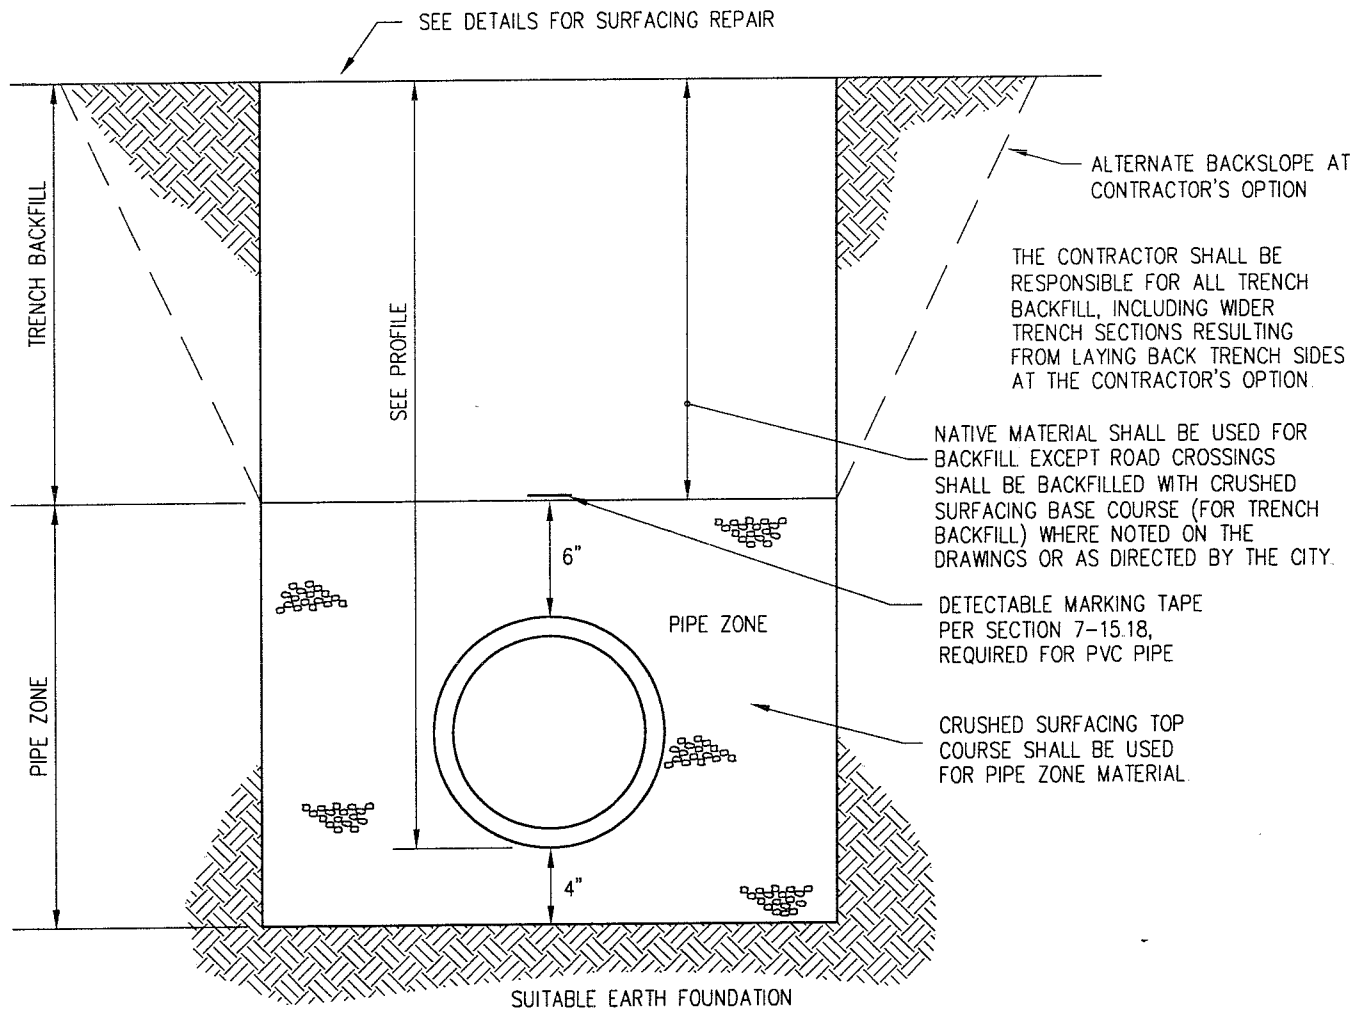 SEE DETAILS FOR SURFACING REPAIR
ALTERNATE BACKSLOPE AT
CONTRACTOR'S OPTION
THE CONTRACTOR SHALL BE
RESPONSIBLE FOR ALL TRENCH
BACKFILL, INCLUDING WIDER
TRENCH SECTIONS RESULTING
FROM LAYING BACK TRENCH SIDES
AT THE CONTRACTOR'S OPTION.
TRENCH BACKFILL
SEE PROFILE
NATIVE MATERIAL SHALL BE USED FOR
BACKFILL EXCEPT ROAD CROSSINGS
SHALL BE BACKFILLED WITH CRUSHED
SURFACING BASE COURSE (FOR TRENCH
BACKFILL) WHERE NOTED ON THE
DRAWINGS OR AS DIRECTED BY THE CITY.
6"
DETECTABLE MARKING TAPE
PER SECTION 7-15.18,
REQUIRED FOR PVC PIPE
PIPE ZONE
PIPE ZONE
CRUSHED SURFACING TOP
COURSE SHALL BE USED
FOR PIPE ZONE MATERIAL.
4"
SUITABLE EARTH FOUNDATION